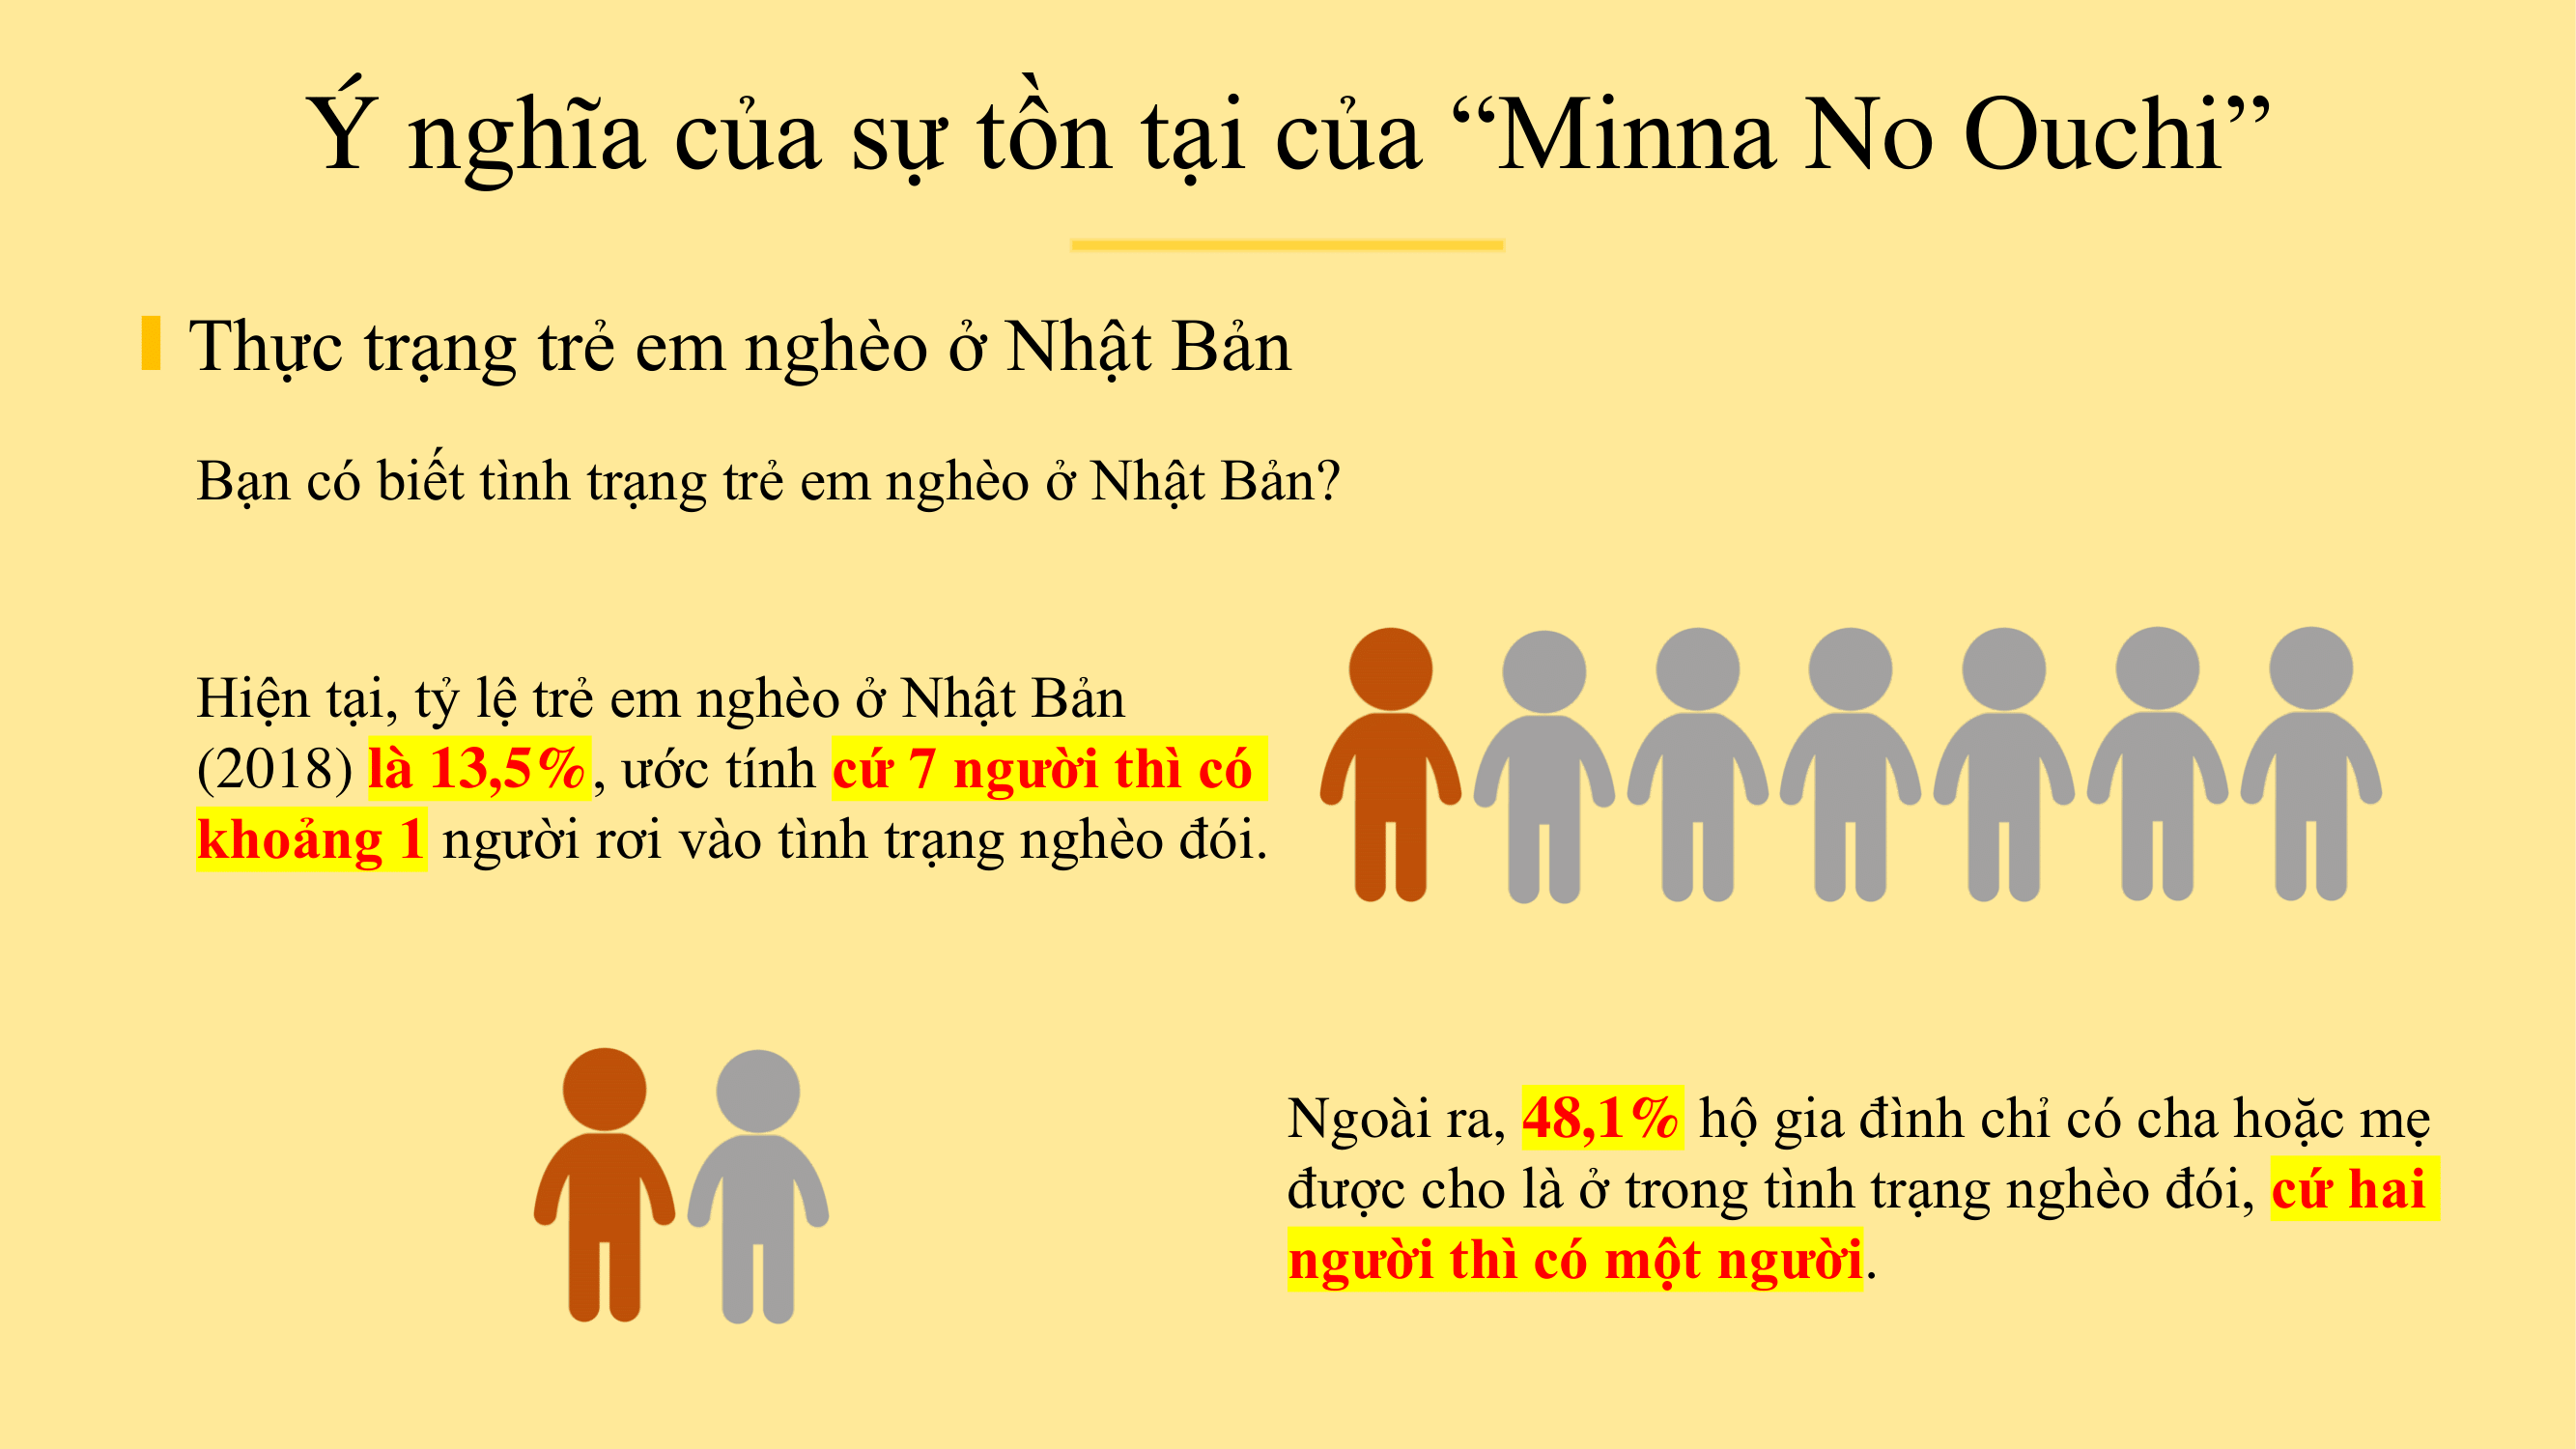 Ý nghĩa của sự tồn tại của “Minna No Ouchi”
Thực trạng trẻ em nghèo ở Nhật Bản
Bạn có biết tình trạng trẻ em nghèo ở Nhật Bản?
Hiện tại, tỷ lệ trẻ em nghèo ở Nhật Bản
(2018) là 13,5%, ước tính cứ 7 người thì có
khoảng 1 người rơi vào tình trạng nghèo đói.
Ngoài ra, 48,1% hộ gia đình chỉ có cha hoặc mẹ
được cho là ở trong tình trạng nghèo đói, cứ hai
người thì có một người.